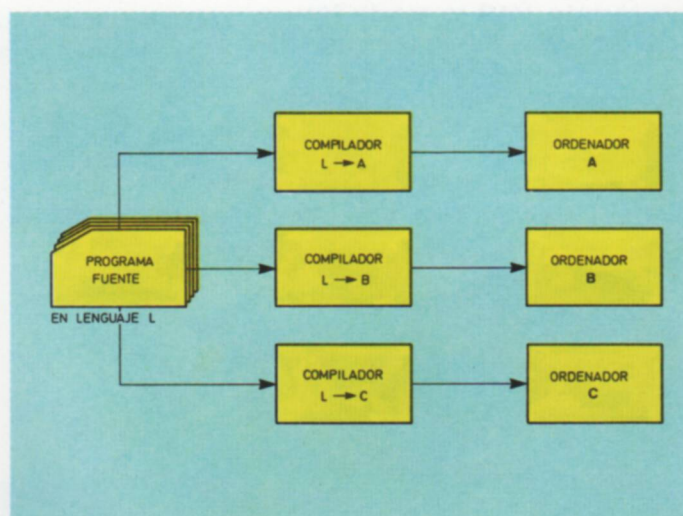 COMPILADOR
L → A
ORDENADOR
A
PROGRAMA
FUENTE
EN LENGUAJE L
COMPILADOR
L → B
ORDENADOR
B
COMPILADOR
L → C
ORDENADOR
C